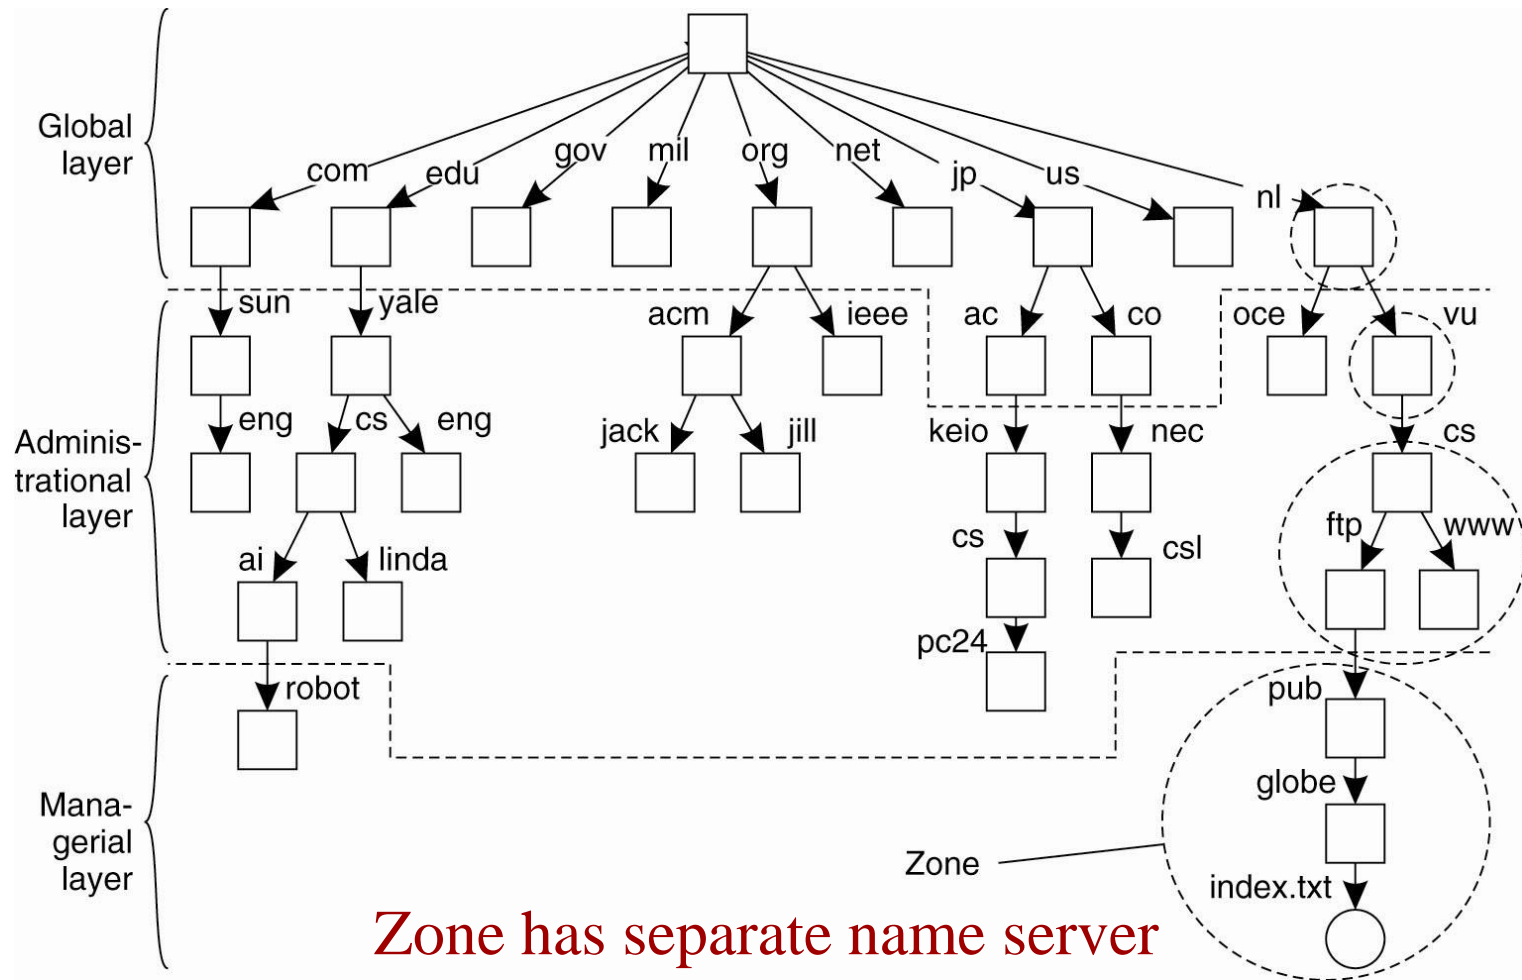 Global
layer
com
edu
gov
mil
org
net
jp
us
nl
sun
yale
acm
ieee
ac
co
oce
vu
Adminis-
trational
layer
eng
cs
eng
jack
jill
keio
nec
cs
ai
linda
cs
csl
ftp
www
pc24
robot
pub
globe
Mana-
gerial
layer
Zone
index.txt
Zone has separate name server